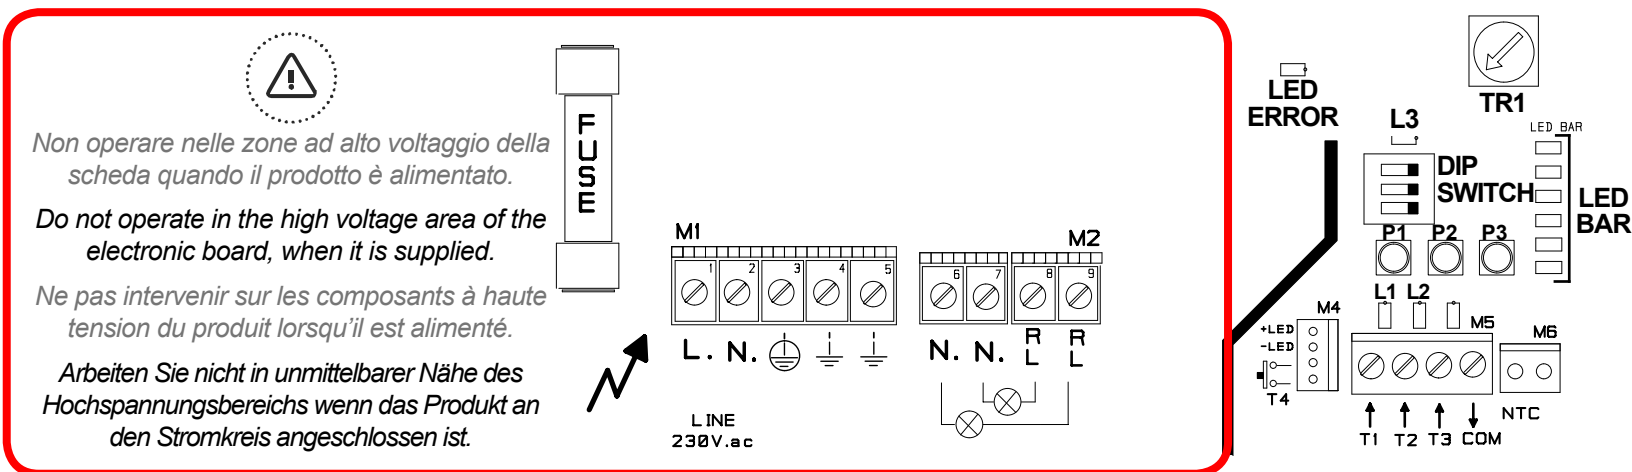 Non operare nelle zone ad alto voltaggio della
scheda quando il prodotto è alimentato.
Do not operate in the high voltage area of the
electronic board, when it is supplied.
Ne pas intervenir sur les composants à haute
tension du produit lorsqu'il est alimenté.
Arbeiten Sie nicht in unmittelbarer Nähe des
Hochspannungsbereichs wenn das Produkt an
den Stromkreis angeschlossen ist.
FUSE
M1
1 2 3 4 5
L. N.
LINE
230V.ac
M2
6 7 8 9
N. N. RL RL
LED
ERROR
TR1
L3
DIP
SWITCH
LED BAR
LED
BAR
P1 P2 P3
L1 L2
M4
+LED
-LED
T4
M5
T1 T2 T3 COM
M6
NTC